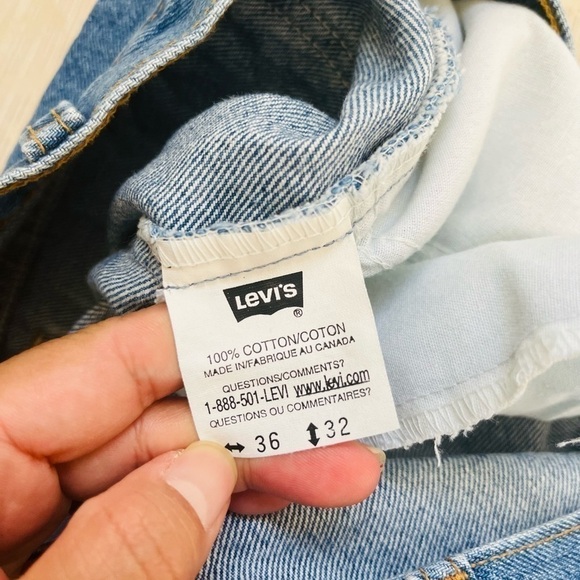 LEVI'S
®
100% COTTON/COTON
MADE IN/FABRIQUE AU CANADA
QUESTIONS/COMMENTS?
1-888-501-LEVI www.levi.com
QUESTIONS OU COMMENTAIRES?
↔ 36 ↕ 32